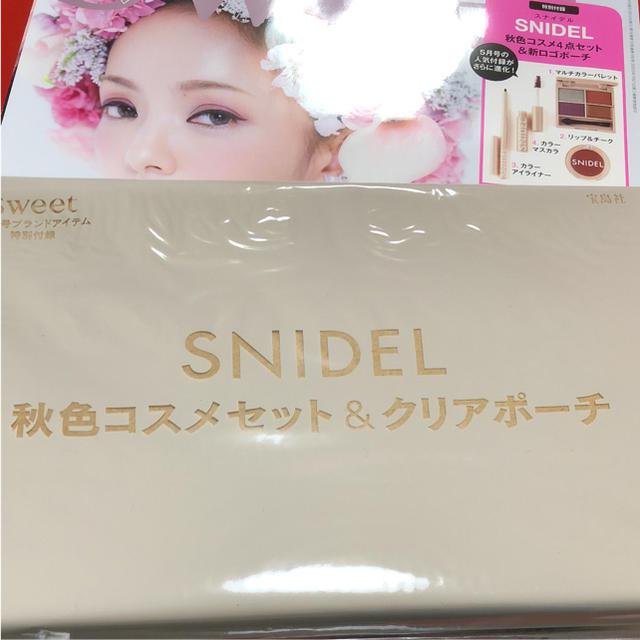 特別付録
スナイデル
SNIDEL
秋色コスメ4点セット
&新ロゴポーチ
5月号の
人気付録が
さらに進化!
1. マルチカラーパレット
2. リップ&チーク
4. カラー
マスカラ
3. カラー
アイライナー
SNIDEL
sweet
号ブランドアイテム
特別付録
宝島社
SNIDEL
秋色コスメセット&クリアポーチ